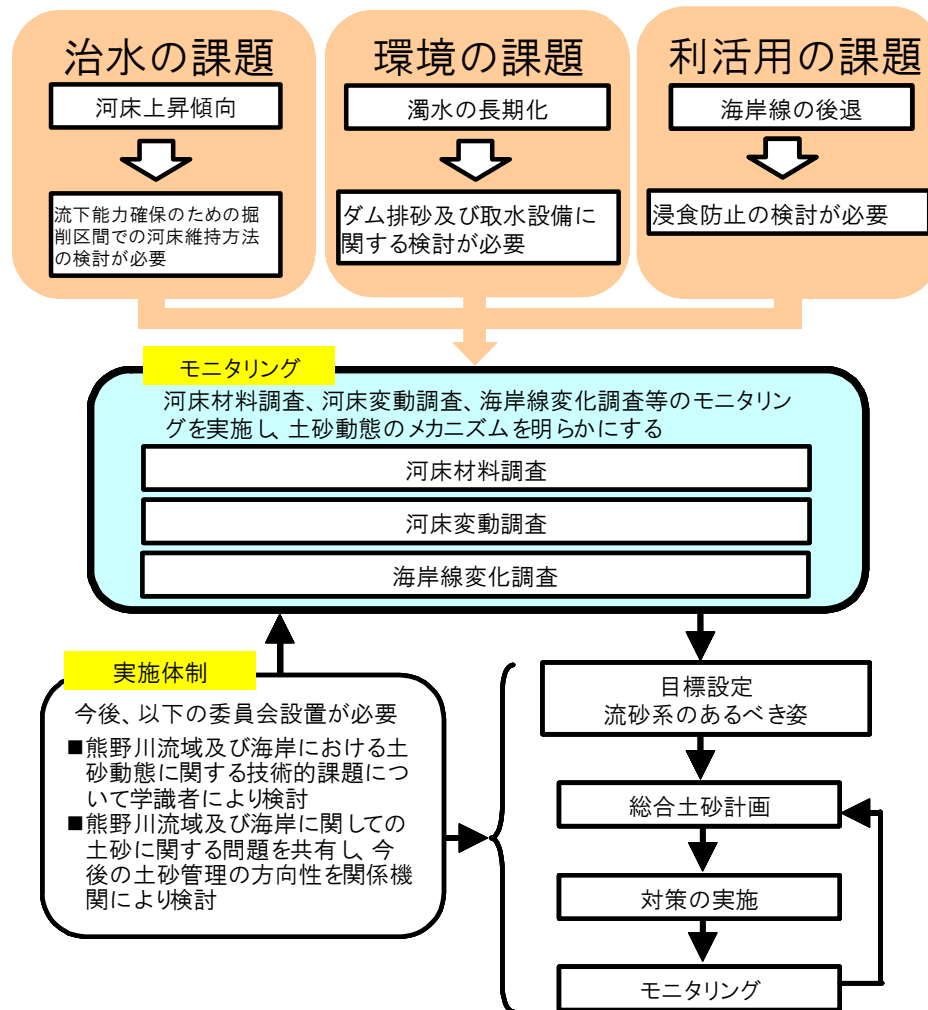 治水の課題
河床上昇傾向
流下能力確保のための掘
削区間での河床維持方法
の検討が必要
環境の課題
濁水の長期化
ダム排砂及び取水設備に
関する検討が必要
利活用の課題
海岸線の後退
浸食防止の検討が必要
モニタリング
河床材料調査、河床変動調査、海岸線変化調査等のモニタリン
グを実施し、土砂動態のメカニズムを明らかにする
河床材料調査
河床変動調査
海岸線変化調査
実施体制
今後、以下の委員会設置が必要
■熊野川流域及び海岸における土
砂動態に関する技術的課題につ
いて学識者により検討
■熊野川流域及び海岸に関しての
土砂に関する問題を共有し、今
後の土砂管理の方向性を関係機
関により検討
目標設定
流砂系のあるべき姿
総合土砂計画
対策の実施
モニタリング